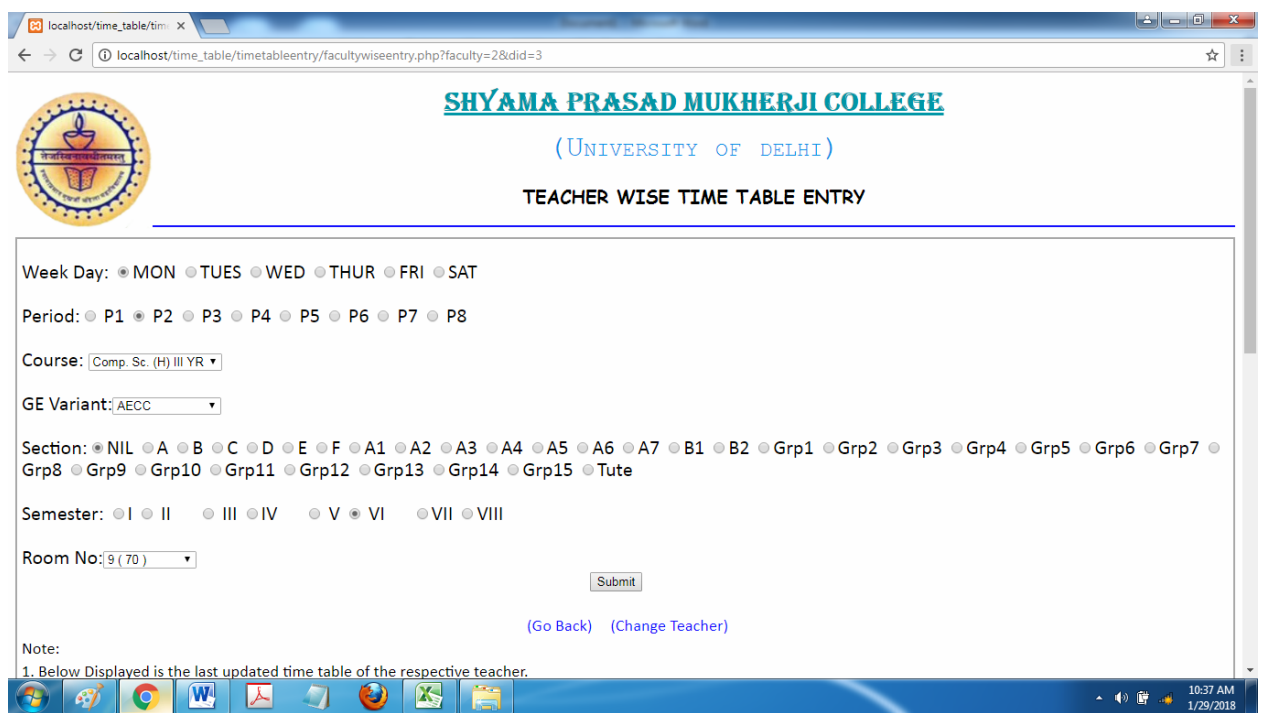 localhost/time_table/tim
localhost/time_table/timetableentry/facultywiseentry.php?faculty=2&did=3
SHYAMA PRASAD MUKHERJI COLLEGE
(UNIVERSITY OF DELHI)
TEACHER WISE TIME TABLE ENTRY
Week Day: MON TUES WED THUR FRI SAT
Period: P1 P2 P3 P4 P5 P6 P7 P8
Course: Comp. Sc. (H) III YR
GE Variant: AECC
Section: NIL A B C D E F A1 A2 A3 A4 A5 A6 A7 B1 B2 Grp1 Grp2 Grp3 Grp4 Grp5 Grp6 Grp7
Grp8 Grp9 Grp10 Grp11 Grp12 Grp13 Grp14 Grp15 Tute
Semester: I II III IV V VI VII VIII
Room No: 9 ( 70 )
Submit
(Go Back) (Change Teacher)
Note:
1. Below Displayed is the last updated time table of the respective teacher.
10:37 AM
1/29/2018